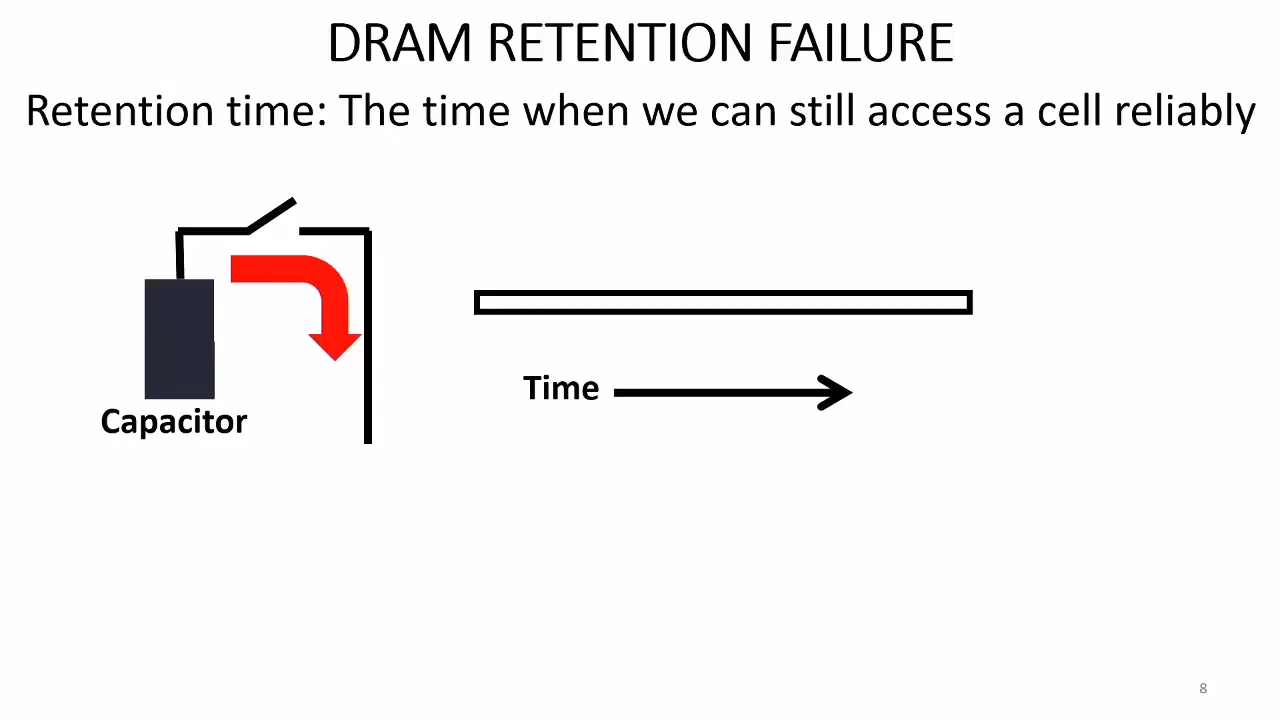 DRAM RETENTION FAILURE
Retention time: The time when we can still access a cell reliably
Capacitor
Time
8